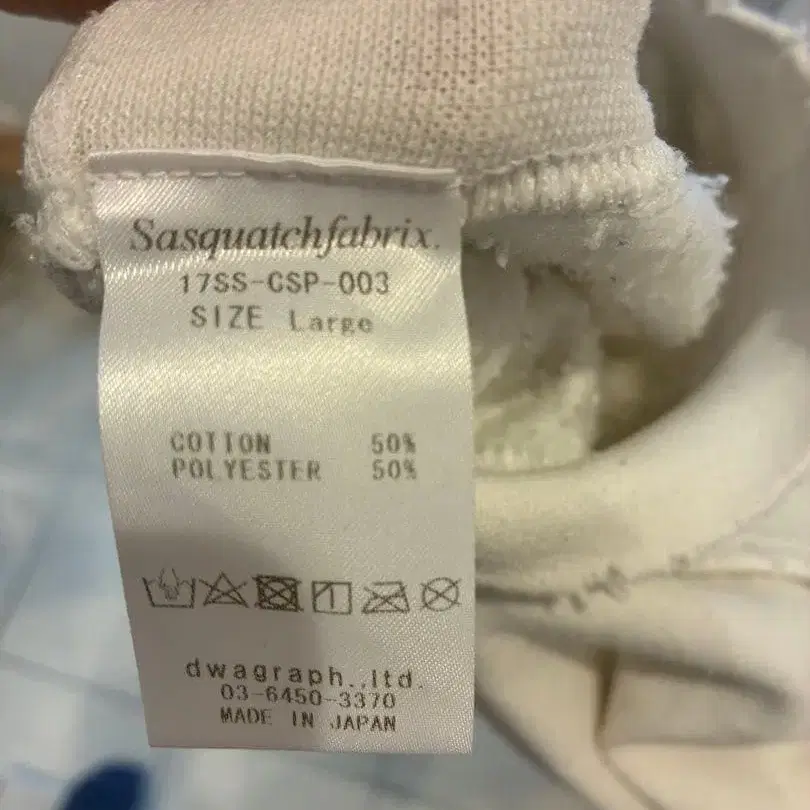 Sasquatchfabrix.
17SS-CSP-003
SIZE Large
COTTON 50%
POLYESTER 50%
dwagraph.,ltd.
03-6450-3370
MADE IN JAPAN